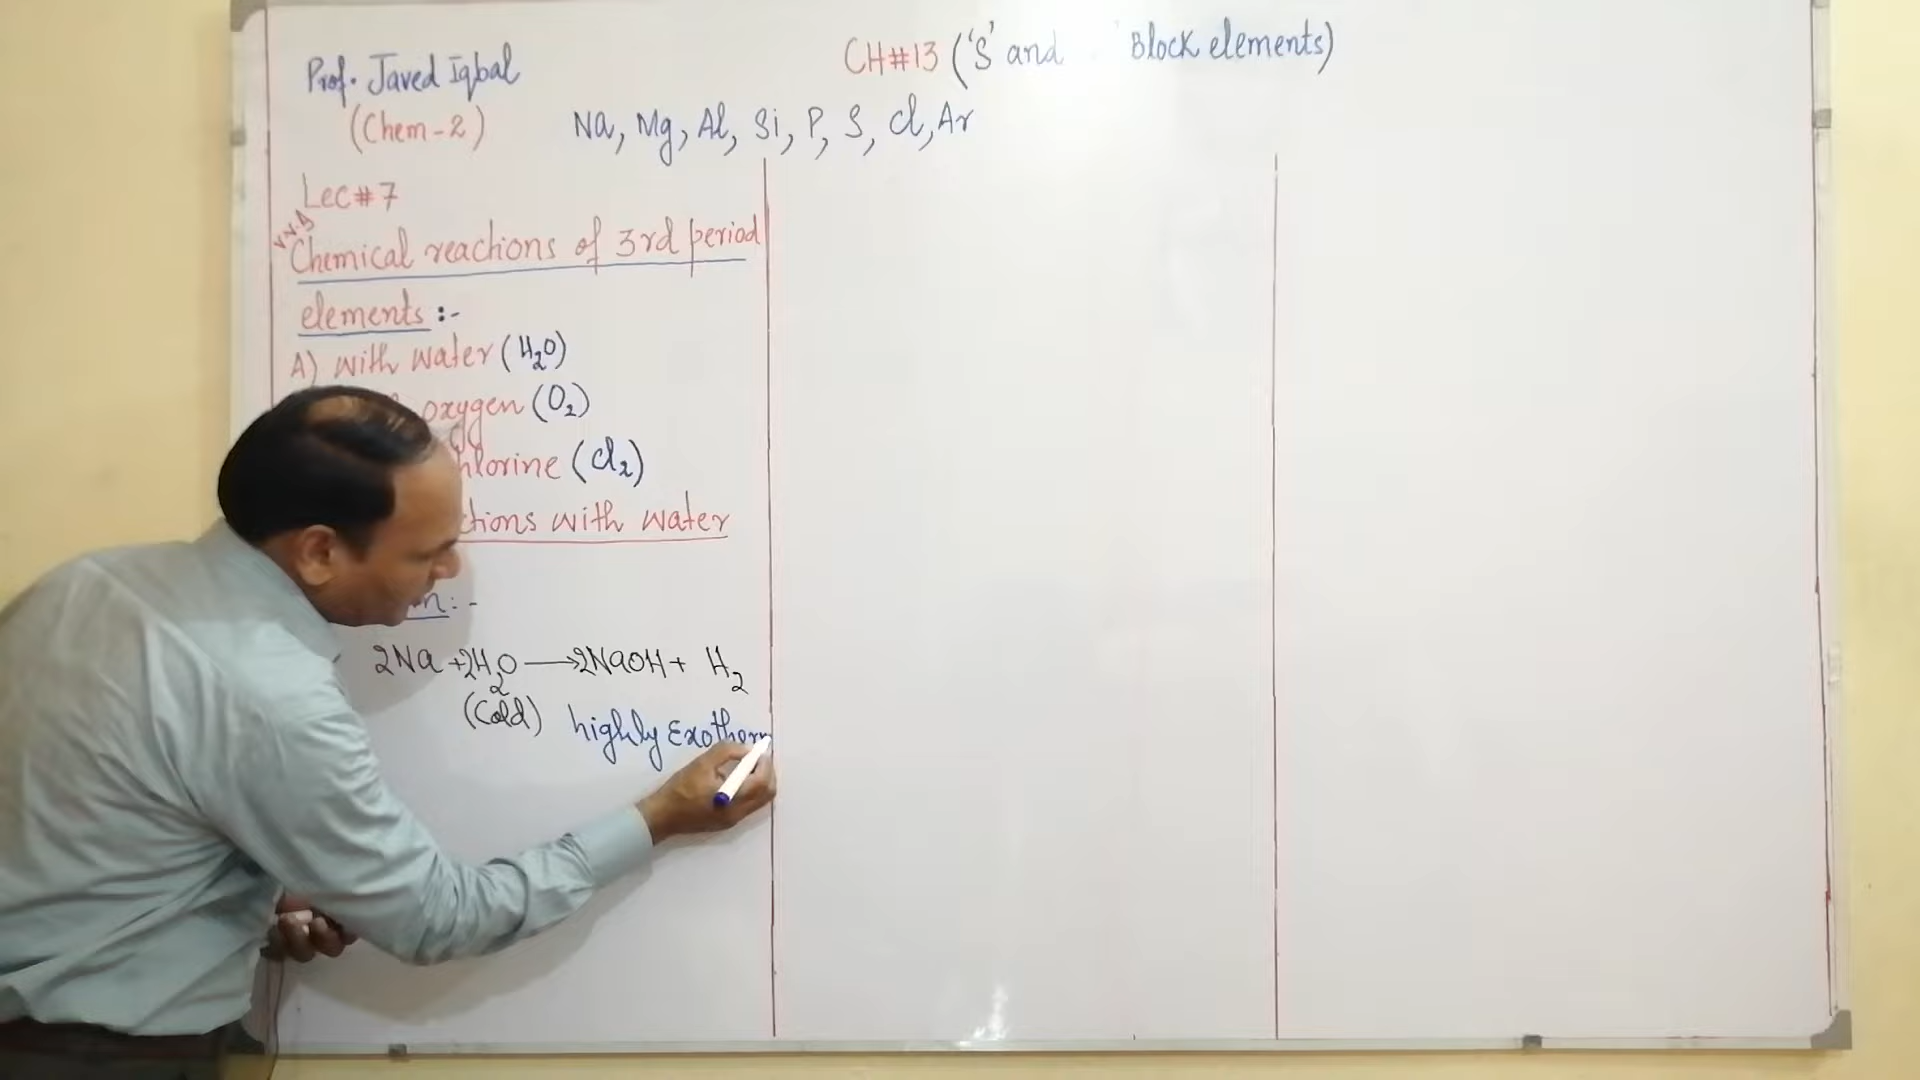 Prof. Javed Iqbal
(Chem-2)
CH#13 ('S' and Block elements)
Na, Mg, Al, Si, P, S, Cl, Ar
Lec#7
Chemical reactions of 3rd period
elements :-
A) with water (H₂O)
oxygen (O₂)
hlorine (Cl₂)
ctions with water
:-
2Na + 2H₂O ⟶ 2NaOH + H₂
(Cold)
highly Exotherm